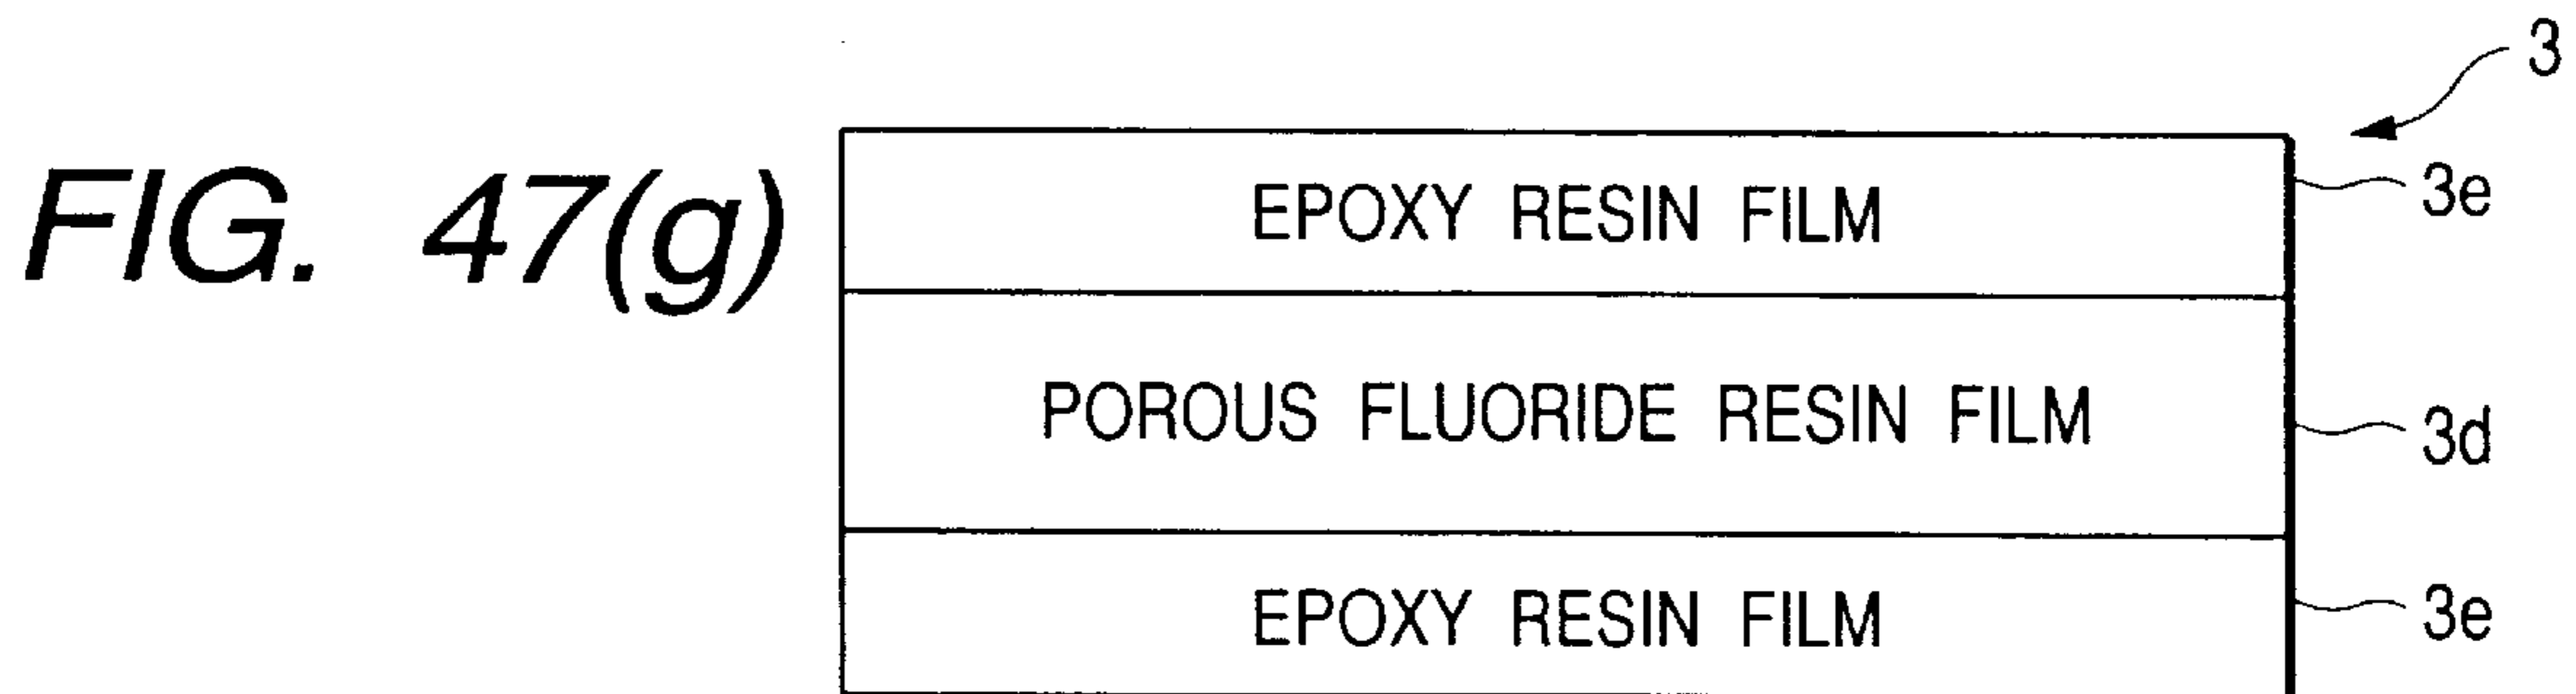 3
FIG. 47(g)
EPOXY RESIN FILM
3e
POROUS FLUORIDE RESIN FILM
3d
EPOXY RESIN FILM
3e